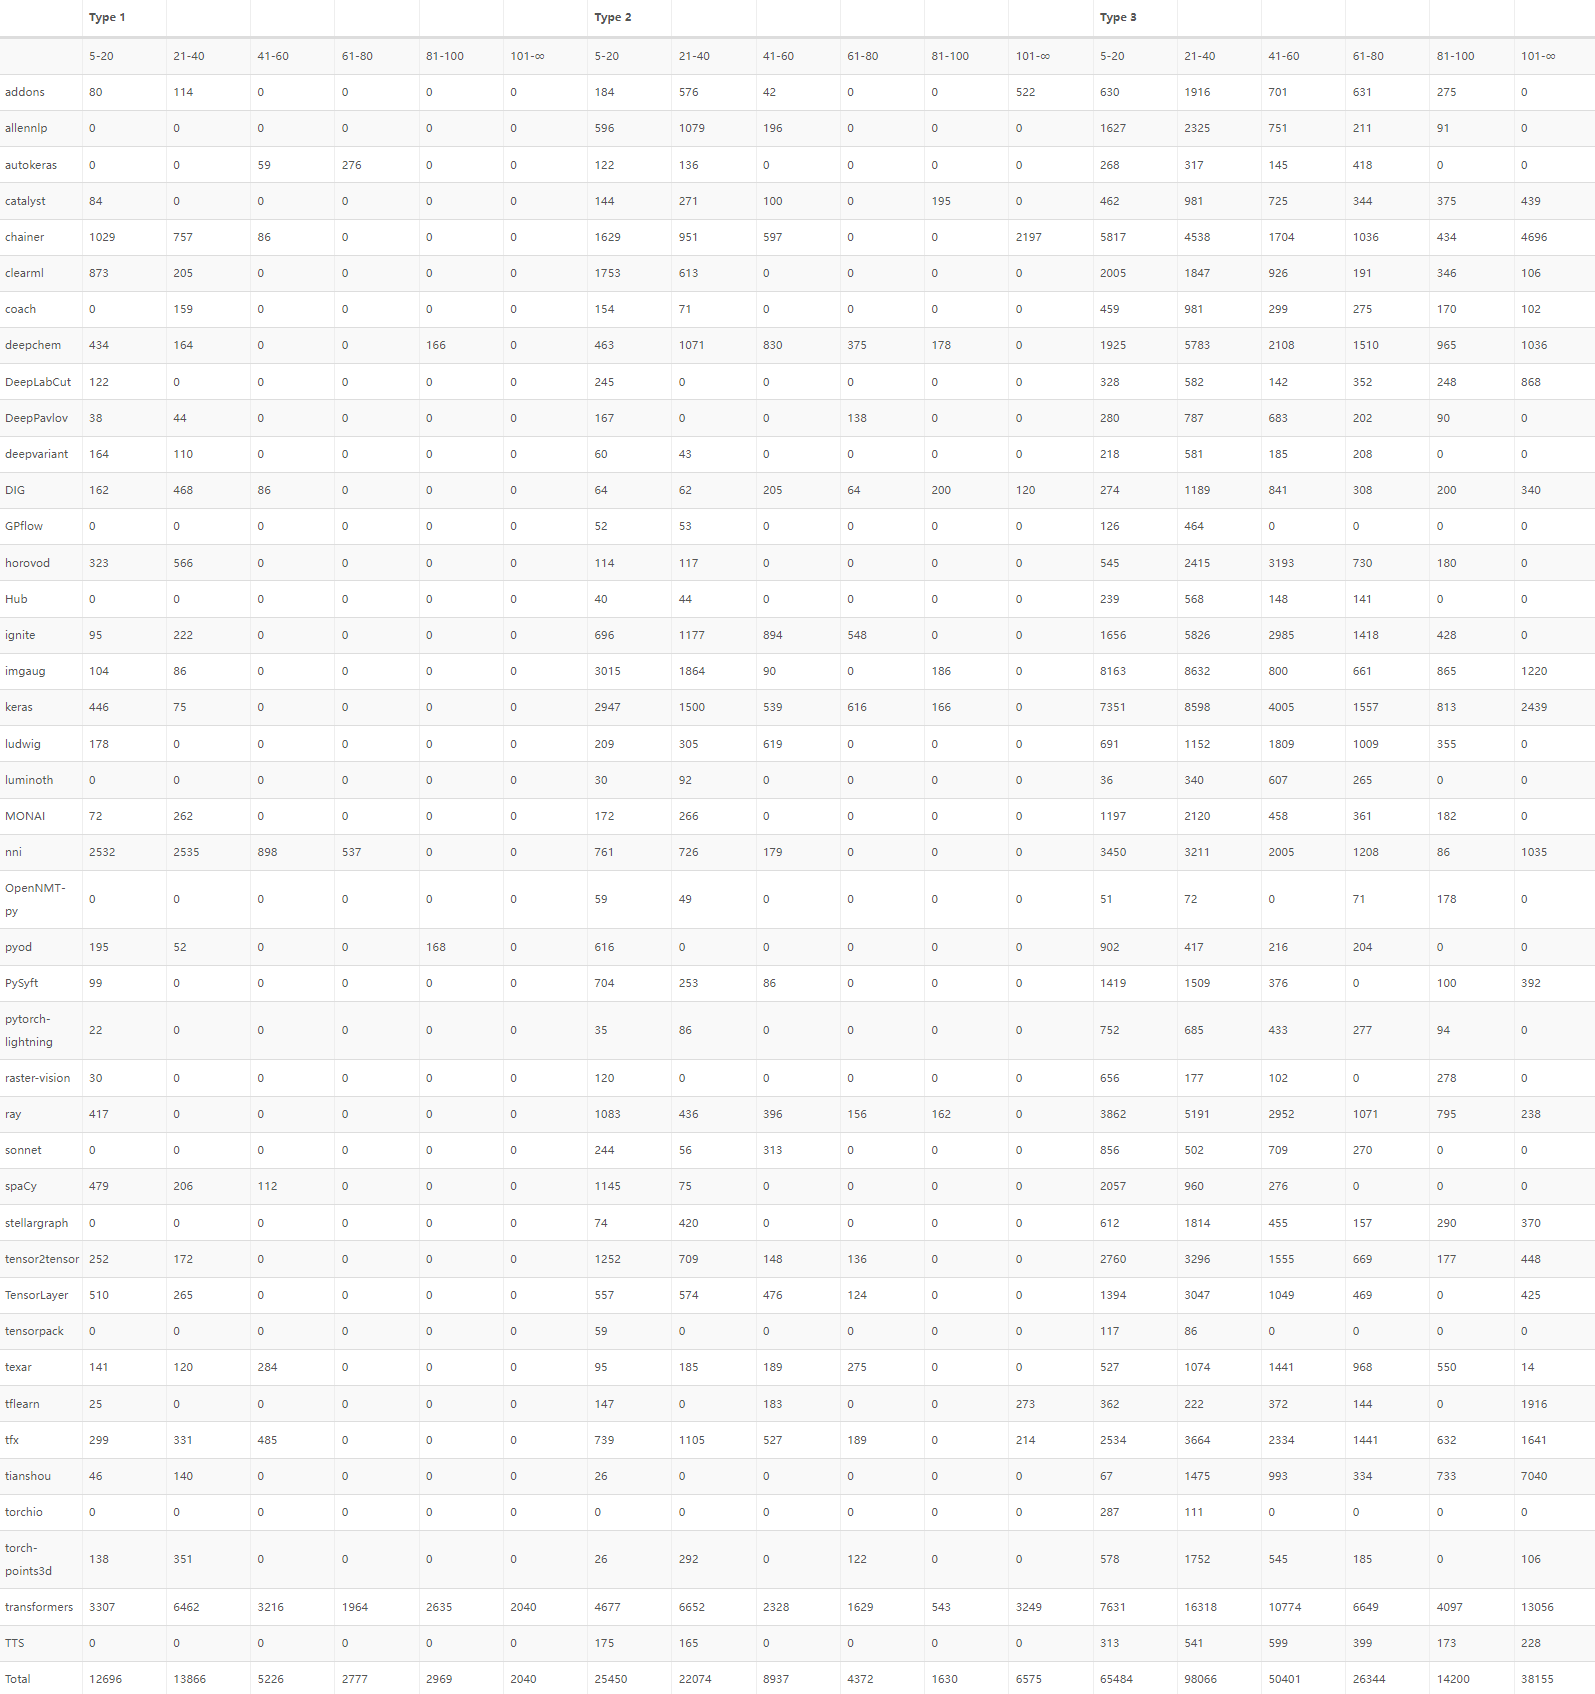 Type 1 Type 2 Type 3
5-20 21-40 41-60 61-80 81-100 101-∞ 5-20 21-40 41-60 61-80 81-100 101-∞ 5-20 21-40 41-60 61-80 81-100 101-∞
addons 80 114 0 0 0 0 184 576 42 0 0 522 630 1916 701 631 275 0
allennlp 0 0 0 0 0 0 596 1079 196 0 0 0 1627 2325 751 211 91 0
autokeras 0 0 59 276 0 0 122 136 0 0 0 0 268 317 145 418 0 0
catalyst 84 0 0 0 0 0 144 271 100 0 195 0 462 981 725 344 375 439
chainer 1029 757 86 0 0 0 1629 951 597 0 0 2197 5817 4538 1704 1036 434 4696
clearml 873 205 0 0 0 0 1753 613 0 0 0 0 2005 1847 926 191 346 106
coach 0 159 0 0 0 0 154 71 0 0 0 0 459 981 299 275 170 102
deepchem 434 164 0 0 166 0 463 1071 830 375 178 0 1925 5783 2108 1510 965 1036
DeepLabCut 122 0 0 0 0 0 245 0 0 0 0 0 328 582 142 352 248 868
DeepPavlov 38 44 0 0 0 0 167 0 0 138 0 0 280 787 683 202 90 0
deepvariant 164 110 0 0 0 0 60 43 0 0 0 0 218 581 185 208 0 0
DIG 162 468 86 0 0 0 64 62 205 64 200 120 274 1189 841 308 200 340
GPflow 0 0 0 0 0 0 52 53 0 0 0 0 126 464 0 0 0 0
horovod 323 566 0 0 0 0 114 117 0 0 0 0 545 2415 3193 730 180 0
Hub 0 0 0 0 0 0 40 44 0 0 0 0 239 568 148 141 0 0
ignite 95 222 0 0 0 0 696 1177 894 548 0 0 1656 5826 2985 1418 428 0
imgaug 104 86 0 0 0 0 3015 1864 90 0 186 0 8163 8632 800 661 865 1220
keras 446 75 0 0 0 0 2947 1500 539 616 166 0 7351 8598 4005 1557 813 2439
ludwig 178 0 0 0 0 0 209 305 619 0 0 0 691 1152 1809 1009 355 0
luminoth 0 0 0 0 0 0 30 92 0 0 0 0 36 340 607 265 0 0
MONAI 72 262 0 0 0 0 172 266 0 0 0 0 1197 2120 458 361 182 0
nni 2532 2535 898 537 0 0 761 726 179 0 0 0 3450 3211 2005 1208 86 1035
OpenNMT-
py 0 0 0 0 0 0 59 49 0 0 0 0 51 72 0 71 178 0
pyod 195 52 0 0 168 0 616 0 0 0 0 0 902 417 216 204 0 0
PySyft 99 0 0 0 0 0 704 253 86 0 0 0 1419 1509 376 0 100 392
pytorch-
lightning 22 0 0 0 0 0 35 86 0 0 0 0 752 685 433 277 94 0
raster-vision 30 0 0 0 0 0 120 0 0 0 0 0 656 177 102 0 278 0
ray 417 0 0 0 0 0 1083 436 396 156 162 0 3862 5191 2952 1071 795 238
sonnet 0 0 0 0 0 0 244 56 313 0 0 0 856 502 709 270 0 0
spaCy 479 206 112 0 0 0 1145 75 0 0 0 0 2057 960 276 0 0 0
stellargraph 0 0 0 0 0 0 74 420 0 0 0 0 612 1814 455 157 290 370
tensor2tensor 252 172 0 0 0 0 1252 709 148 136 0 0 2760 3296 1555 669 177 448
TensorLayer 510 265 0 0 0 0 557 574 476 124 0 0 1394 3047 1049 469 0 425
tensorpack 0 0 0 0 0 0 59 0 0 0 0 0 117 86 0 0 0 0
texar 141 120 284 0 0 0 95 185 189 275 0 0 527 1074 1441 968 550 14
tflearn 25 0 0 0 0 0 147 0 183 0 0 273 362 222 372 144 0 1916
tfx 299 331 485 0 0 0 739 1105 527 189 0 214 2534 3664 2334 1441 632 1641
tianshou 46 140 0 0 0 0 26 0 0 0 0 0 67 1475 993 334 733 7040
torchio 0 0 0 0 0 0 0 0 0 0 0 0 287 111 0 0 0 0
torch-
points3d 138 351 0 0 0 0 26 292 0 122 0 0 578 1752 545 185 0 106
transformers 3307 6462 3216 1964 2635 2040 4677 6652 2328 1629 543 3249 7631 16318 10774 6649 4097 13056
TTS 0 0 0 0 0 0 175 165 0 0 0 0 313 541 599 399 173 228
Total 12696 13866 5226 2777 2969 2040 25450 22074 8937 4372 1630 6575 65484 98066 50401 26344 14200 38155